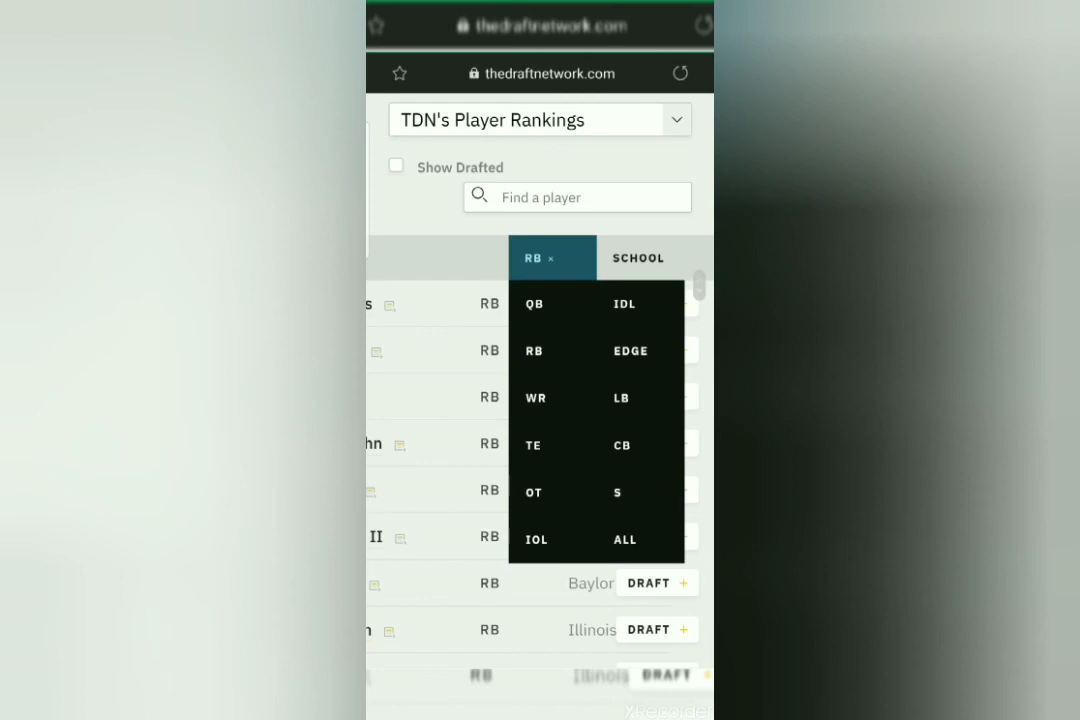 thedraftnetwork.com
thedraftnetwork.com
TDN's Player Rankings
Show Drafted
Find a player
RB × SCHOOL
s RB QB IDL
RB RB EDGE
RB WR LB
hn RB TE CB
RB OT S
II RB IOL ALL
RB Baylor DRAFT +
n RB Illinois DRAFT +
RB Illinois DRAFT +
XRecorder